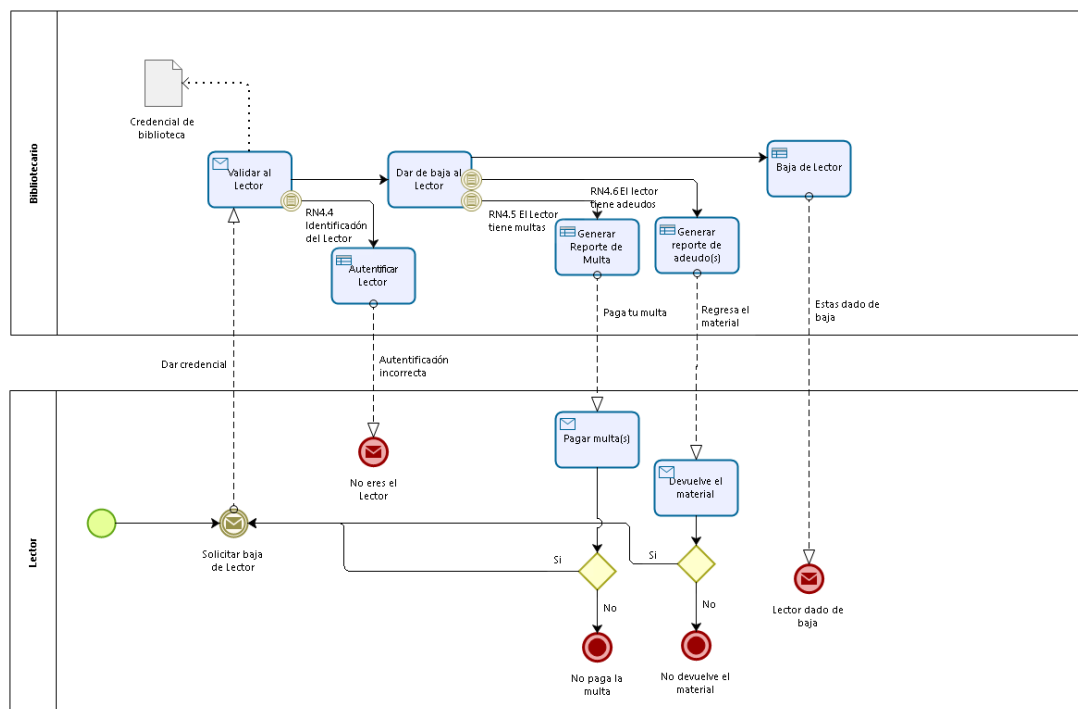 Bibliotecario
Credencial de
biblioteca
Validar al
Lector
Dar de baja al
Lector
Baja de Lector
RN4.4
Identificación
del Lector
RN4.5 El Lector
tiene multas
RN4.6 El lector
tiene adeudos
Autentificar
Lector
Generar
Reporte de
Multa
Generar
reporte de
adeudo(s)
Dar credencial
Autentificación
incorrecta
Paga tu multa
Regresa el
material
Estas dado de
baja
Lector
Pagar multa(s)
No eres el
Lector
Devuelve el
material
Solicitar baja
de Lector
Si
Si
No
No
Lector dado de
baja
No paga la
multa
No devuelve el
material